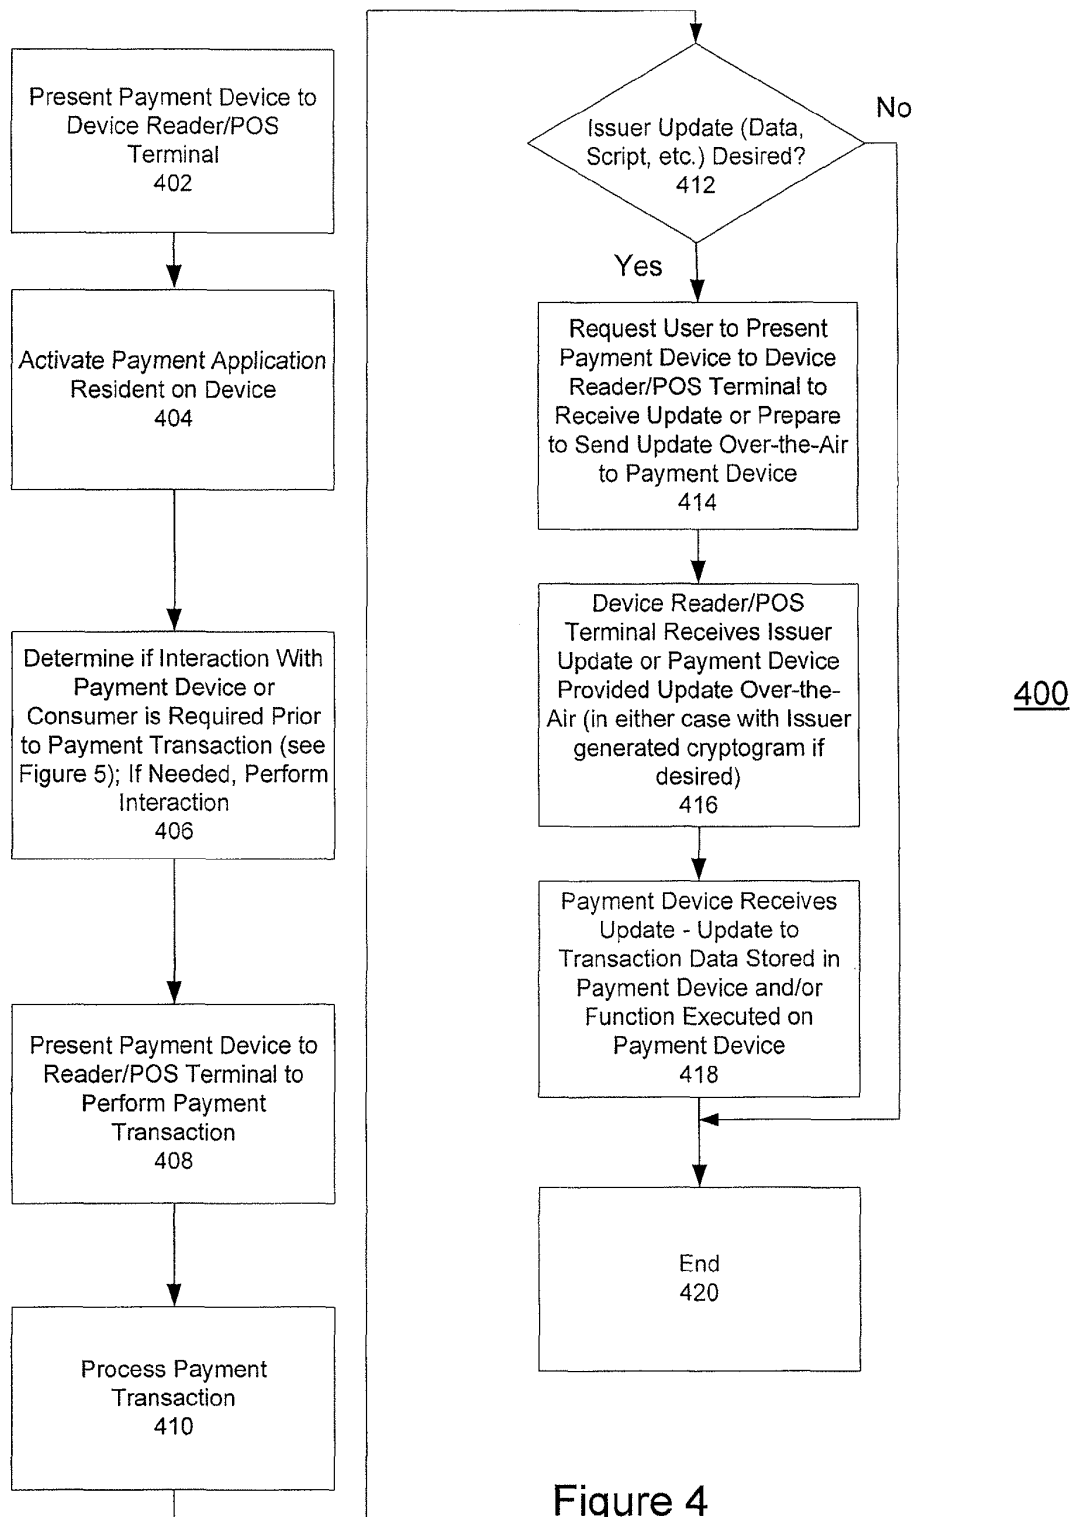 Present Payment Device to
Device Reader/POS
Terminal
402
Activate Payment Application
Resident on Device
404
Determine if Interaction With
Payment Device or
Consumer is Required Prior
to Payment Transaction (see
Figure 5); If Needed, Perform
Interaction
406
Present Payment Device to
Reader/POS Terminal to
Perform Payment
Transaction
408
Process Payment
Transaction
410
Issuer Update (Data,
Script, etc.) Desired?
412
No
Yes
Request User to Present
Payment Device to Device
Reader/POS Terminal to
Receive Update or Prepare
to Send Update Over-the-Air
to Payment Device
414
Device Reader/POS
Terminal Receives Issuer
Update or Payment Device
Provided Update Over-the-
Air (in either case with Issuer
generated cryptogram if
desired)
416
Payment Device Receives
Update - Update to
Transaction Data Stored in
Payment Device and/or
Function Executed on
Payment Device
418
End
420
400
Figure 4